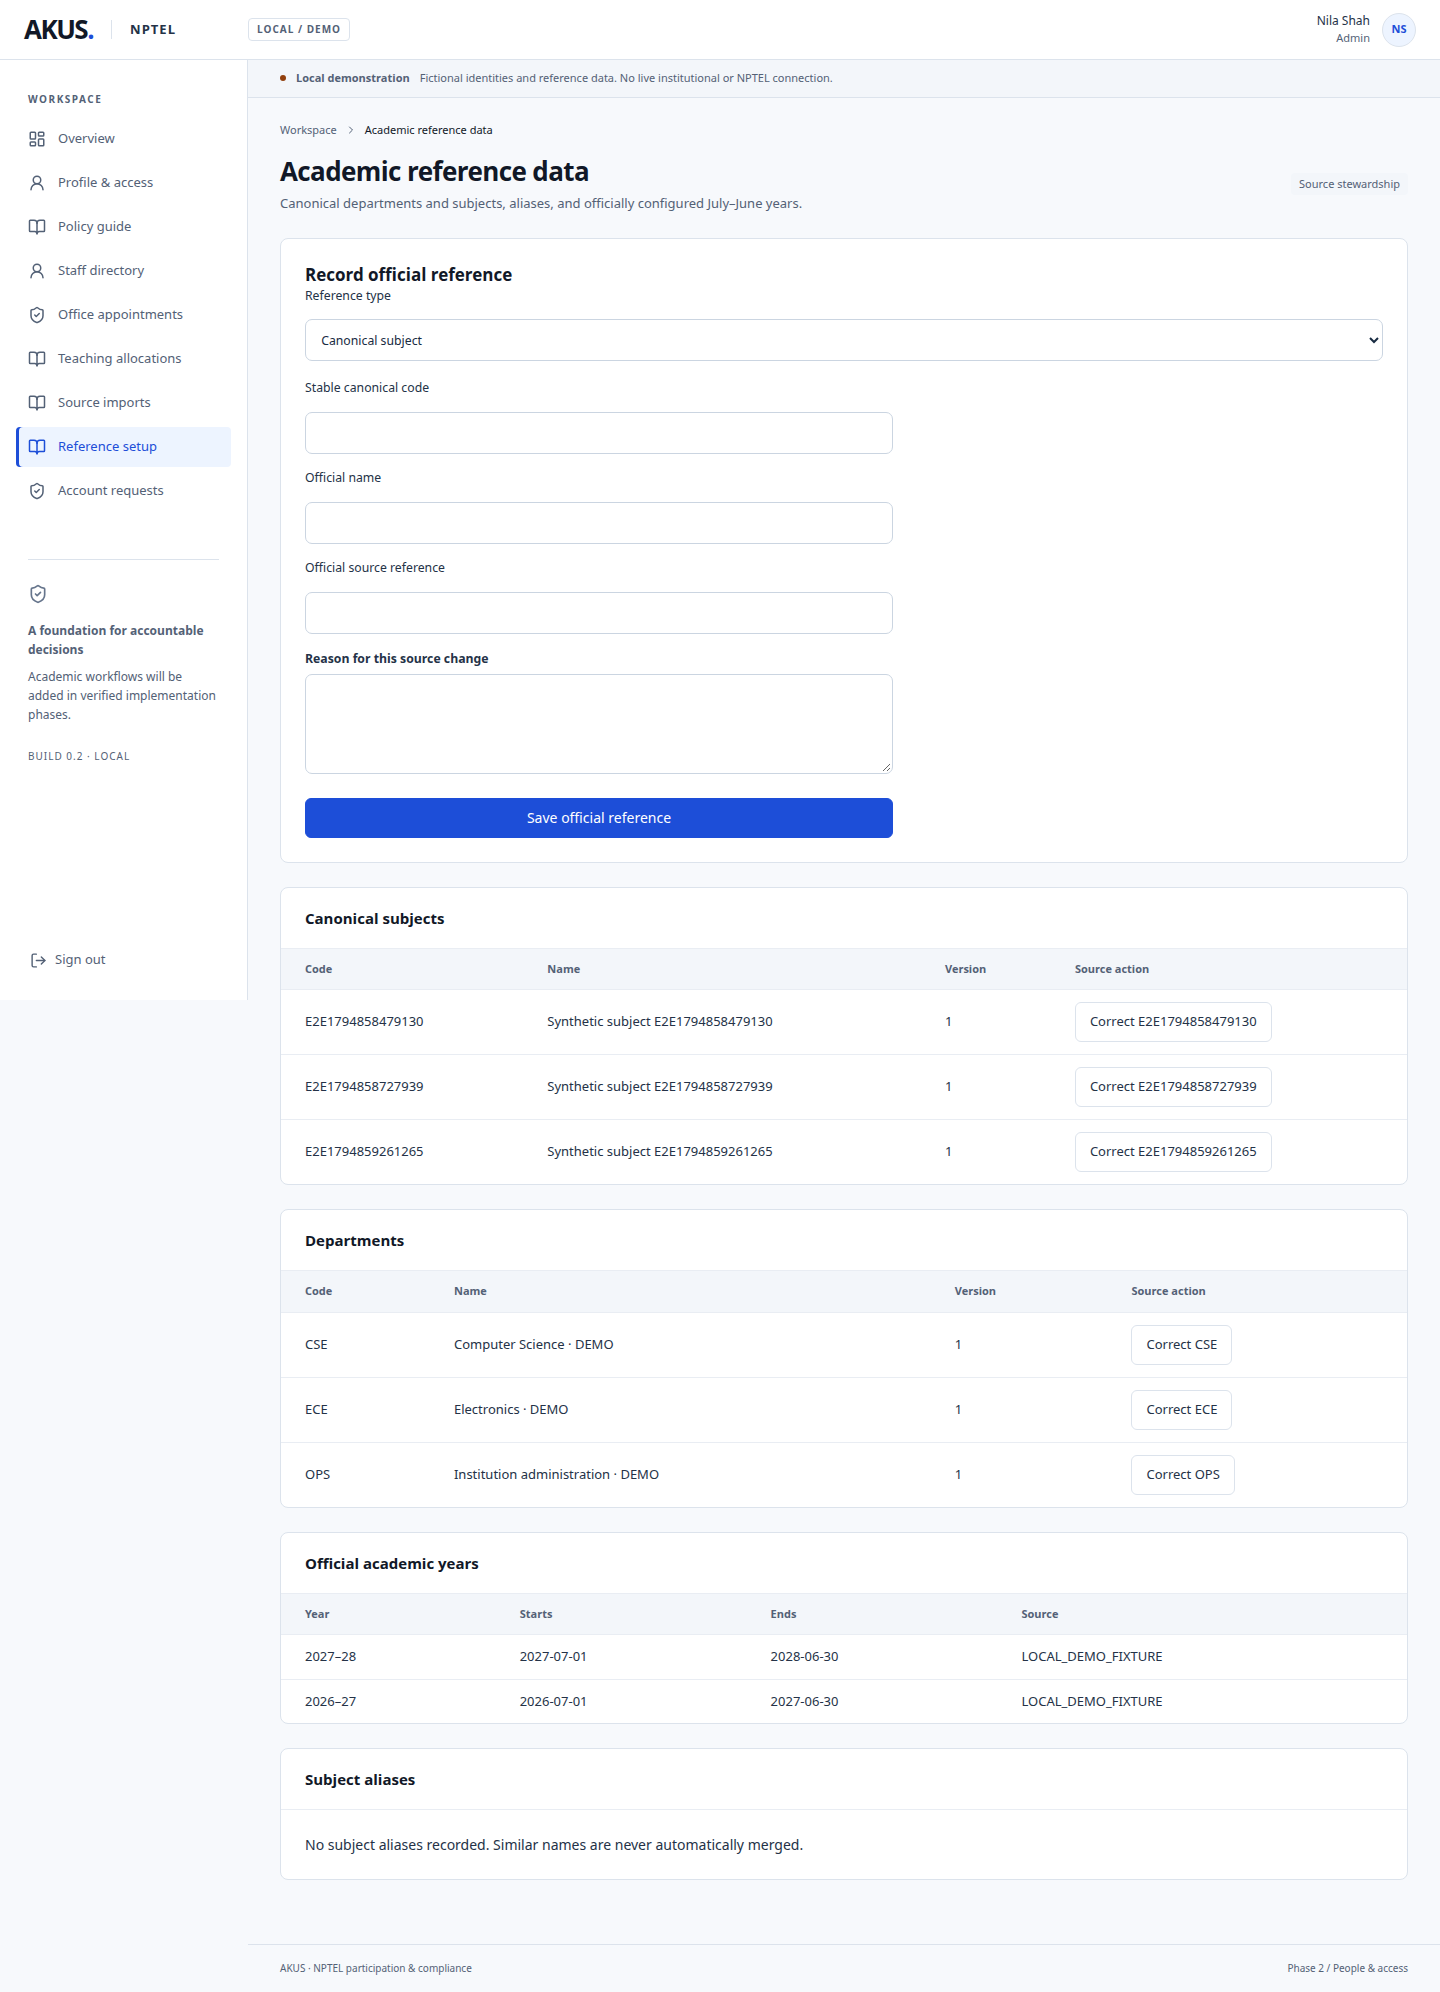 AKUS.
NPTEL
LOCAL / DEMO
Nila Shah
Admin
NS
WORKSPACE
Overview
Profile & access
Policy guide
Staff directory
Office appointments
Teaching allocations
Source imports
Reference setup
Account requests
A foundation for accountable
decisions
Academic workflows will be
added in verified implementation
phases.
BUILD 0.2 · LOCAL
Sign out
Local demonstration Fictional identities and reference data. No live institutional or NPTEL connection.
Workspace > Academic reference data
Academic reference data
Canonical departments and subjects, aliases, and officially configured July–June years.
Source stewardship
Record official reference
Reference type
Canonical subject
Stable canonical code
Official name
Official source reference
Reason for this source change
Save official reference
Canonical subjects
Code Name Version Source action
E2E1794858479130 Synthetic subject E2E1794858479130 1 Correct E2E1794858479130
E2E1794858727939 Synthetic subject E2E1794858727939 1 Correct E2E1794858727939
E2E1794859261265 Synthetic subject E2E1794859261265 1 Correct E2E1794859261265
Departments
Code Name Version Source action
CSE Computer Science · DEMO 1 Correct CSE
ECE Electronics · DEMO 1 Correct ECE
OPS Institution administration · DEMO 1 Correct OPS
Official academic years
Year Starts Ends Source
2027–28 2027-07-01 2028-06-30 LOCAL_DEMO_FIXTURE
2026–27 2026-07-01 2027-06-30 LOCAL_DEMO_FIXTURE
Subject aliases
No subject aliases recorded. Similar names are never automatically merged.
AKUS · NPTEL participation & compliance
Phase 2 / People & access